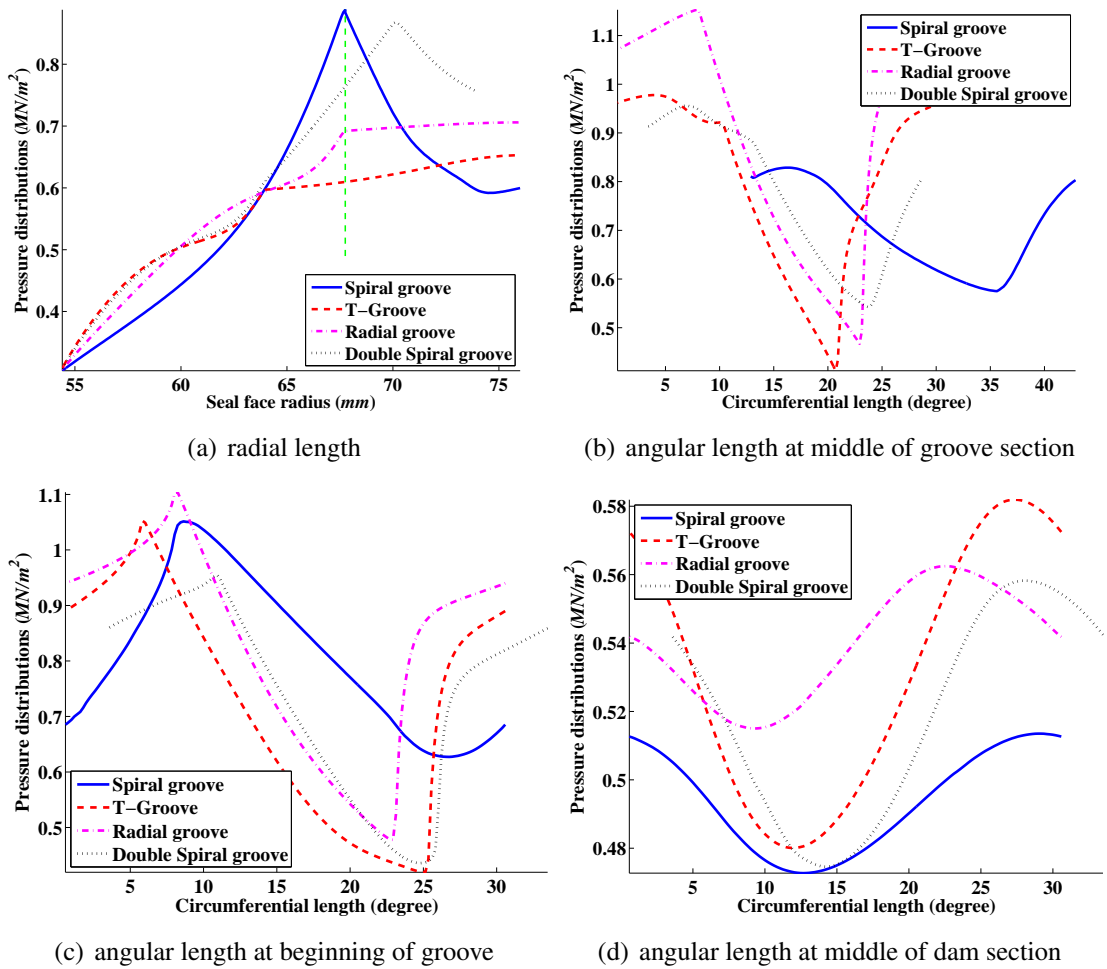 Pressure distributions (MN/m²)
0.8
0.7
0.6
0.5
0.4
55 60 65 70 75
Seal face radius (mm)
Spiral groove
T−Groove
Radial groove
Double Spiral groove
(a) radial length
Pressure distributions (MN/m²)
1.1
1
0.9
0.8
0.7
0.6
0.5
5 10 15 20 25 30 35 40
Circumferential length (degree)
Spiral groove
T−Groove
Radial groove
Double Spiral groove
(b) angular length at middle of groove section
Pressure distributions (MN/m²)
1.1
1
0.9
0.8
0.7
0.6
0.5
5 10 15 20 25 30
Circumferential length (degree)
Spiral groove
T−Groove
Radial groove
Double Spiral groove
(c) angular length at beginning of groove
Pressure distributions (MN/m²)
0.58
0.56
0.54
0.52
0.5
0.48
5 10 15 20 25 30
Circumferential length (degree)
Spiral groove
T−Groove
Radial groove
Double Spiral groove
(d) angular length at middle of dam section